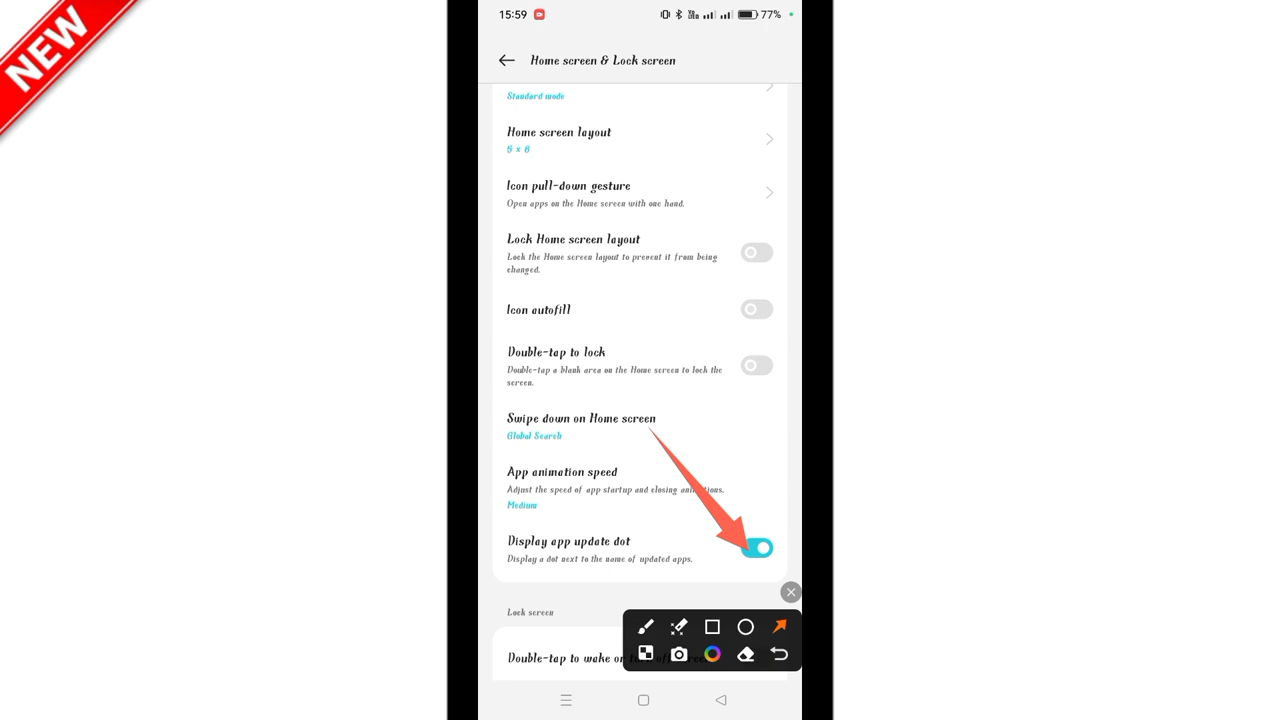 NEW
15:59
77%
Home screen & Lock screen
Standard mode
Home screen layout
5 × 6
Icon pull-down gesture
Open apps on the Home screen with one hand.
Lock Home screen layout
Lock the Home screen layout to prevent it from being
changed.
Icon autofill
Double-tap to lock
Double-tap a blank area on the Home screen to lock the
screen.
Swipe down on Home screen
Global Search
App animation speed
Adjust the speed of app startup and closing animations.
Medium
Display app update dot
Display a dot next to the name of updated apps.
Lock screen
Double-tap to wake or